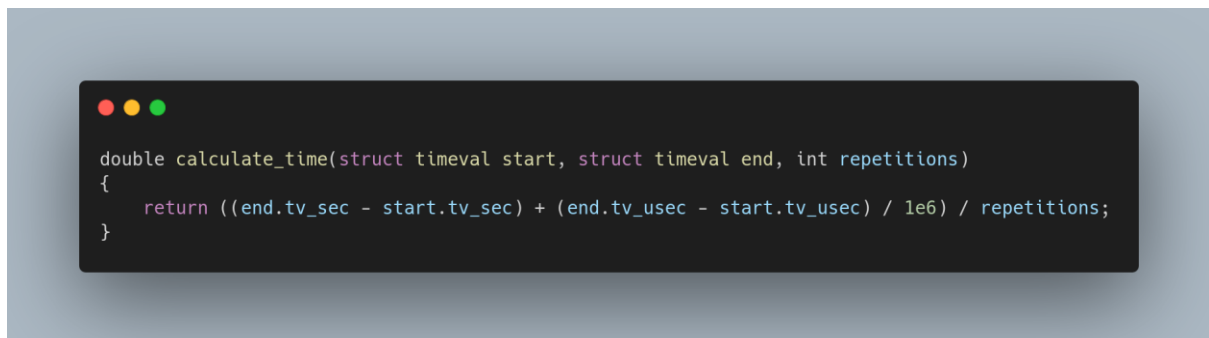 double calculate_time(struct timeval start, struct timeval end, int repetitions)
{
    return ((end.tv_sec - start.tv_sec) + (end.tv_usec - start.tv_usec) / 1e6) / repetitions;
}